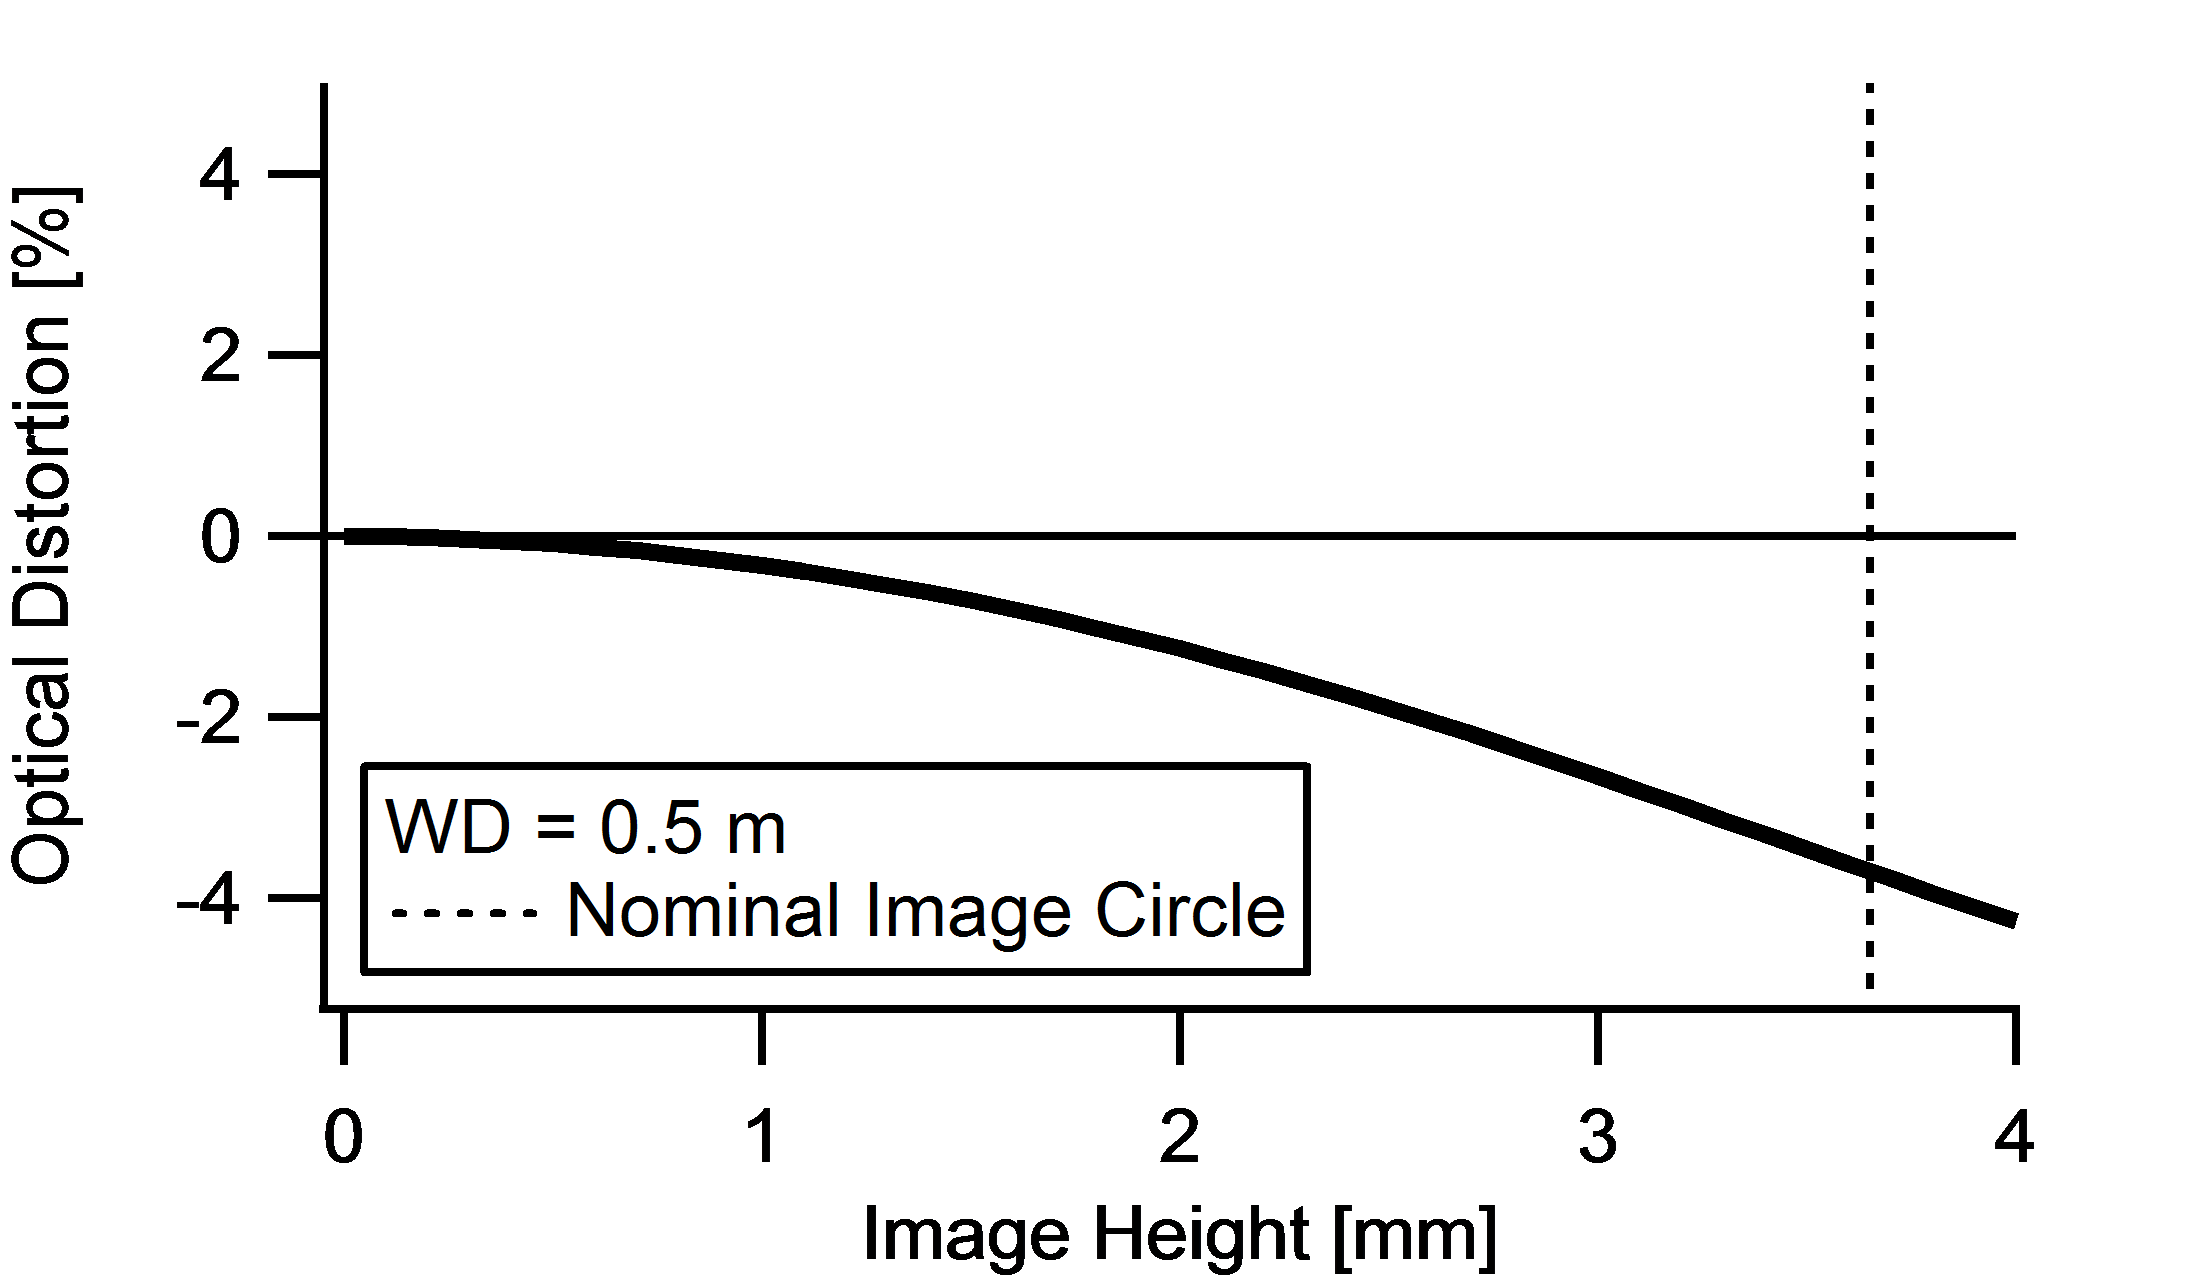 Optical Distortion [%]
4
2
0
-2
-4
WD = 0.5 m
Nominal Image Circle
0 1 2 3 4
Image Height [mm]